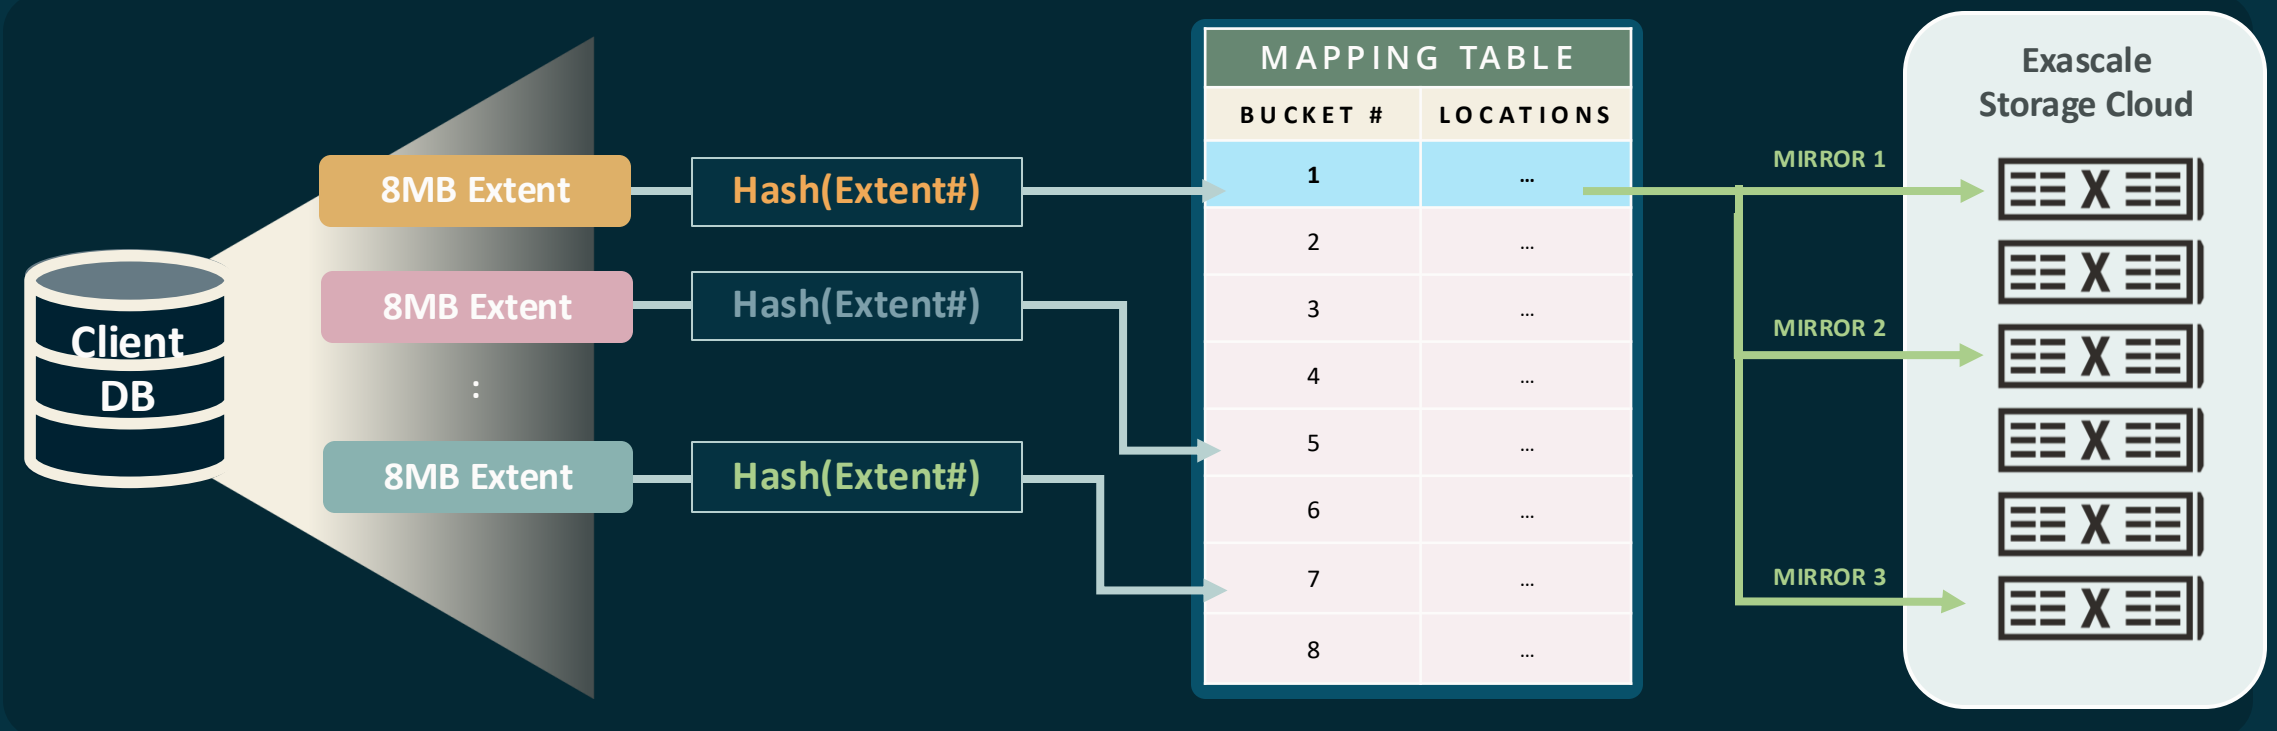 Client
DB
8MB Extent
8MB Extent
:
8MB Extent
Hash(Extent#)
Hash(Extent#)
Hash(Extent#)
MAPPING TABLE
BUCKET # LOCATIONS
1 ...
2 ...
3 ...
4 ...
5 ...
6 ...
7 ...
8 ...
MIRROR 1
MIRROR 2
MIRROR 3
Exascale
Storage Cloud
X
X
X
X
X
X